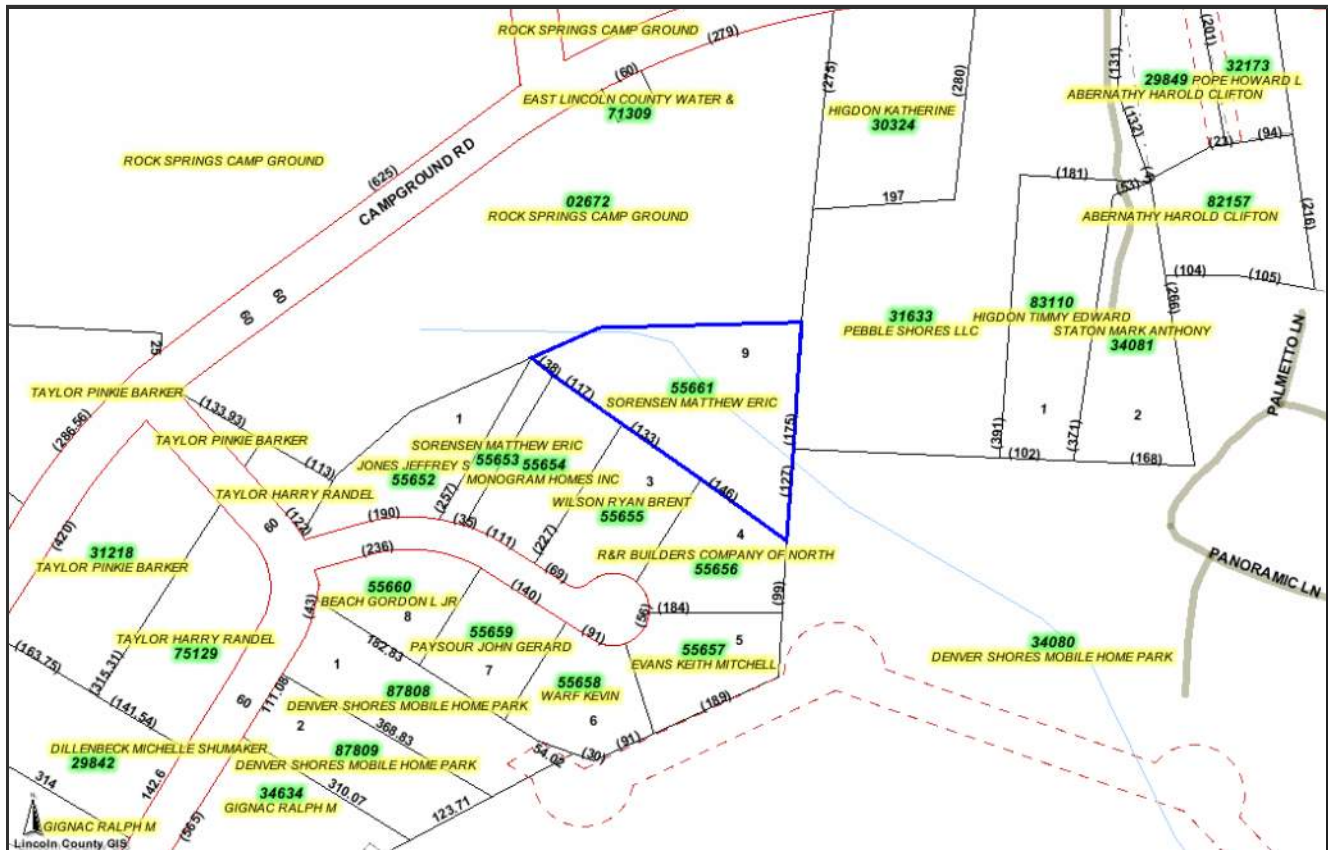 ROCK SPRINGS CAMP GROUND
(279)
(60)
EAST LINCOLN COUNTY WATER &
71309
(275)
(280)
HIGDON KATHERINE
30324
197
(131)
(132)
(201)
32173
29849
POPE HOWARD L
ABERNATHY HAROLD CLIFTON
(21)
(94)
ROCK SPRINGS CAMP GROUND
(625)
CAMPGROUND RD
02672
ROCK SPRINGS CAMP GROUND
(181)
(53)
82157
ABERNATHY HAROLD CLIFTON
(216)
(104)
(105)
(266)
60
60
25
31633
PEBBLE SHORES LLC
83110
HIGDON TIMMY EDWARD
STATON MARK ANTHONY
34081
PALMETTO LN
9
55661
SORENSEN MATTHEW ERIC
(38)
(117)
(133)
(146)
(175)
(127)
1
2
(391)
(102)
(371)
(168)
TAYLOR PINKIE BARKER
(286.56)
(133.93)
TAYLOR PINKIE BARKER
(113)
TAYLOR HARRY RANDEL
(122)
60
1
SORENSEN MATTHEW ERIC
JONES JEFFREY S
55653
55654
55652
MONOGRAM HOMES INC
(257)
3
WILSON RYAN BRENT
55655
(227)
4
R&R BUILDERS COMPANY OF NORTH
55656
(190)
(35)
(111)
(69)
(236)
(140)
(91)
(56)
(184)
(99)
(420)
31218
TAYLOR PINKIE BARKER
(43)
55660
BEACH GORDON L JR
8
55659
PAYSOUR JOHN GERARD
7
5
55657
EVANS KEITH MITCHELL
PANORAMIC LN
34080
DENVER SHORES MOBILE HOME PARK
TAYLOR HARRY RANDEL
75129
(163.75)
(315.31)
(141.54)
60
111.08
162.83
1
87808
DENVER SHORES MOBILE HOME PARK
55658
WARF KEVIN
6
(189)
(91)
(30)
54.02
2
368.83
87809
DENVER SHORES MOBILE HOME PARK
DILLENBECK MICHELLE SHUMAKER
29842
142.6
314
310.07
34634
GIGNAC RALPH M
123.71
(565)
GIGNAC RALPH M
Lincoln County GIS